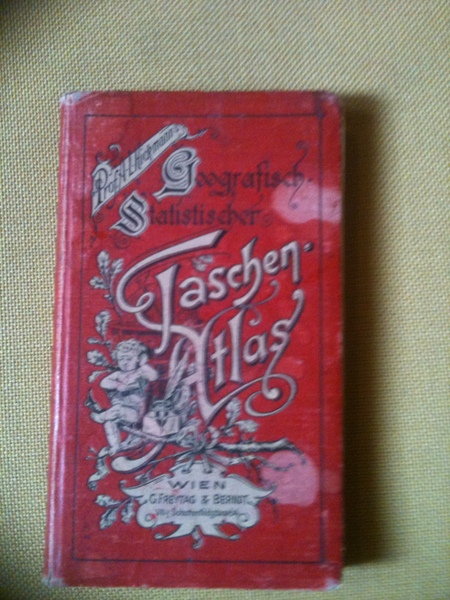 Prof. A. L. Hickmann's
Geografisch-
Statistischer
Taschen-
Atlas
WIEN
G. FREYTAG & BERNDT